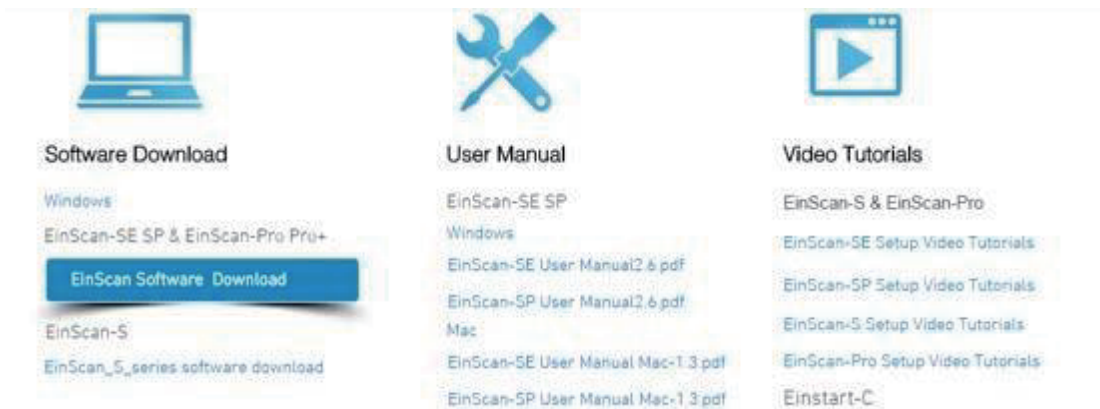 Software Download
Windows
EinScan-SE SP & EinScan-Pro Pro+
EinScan Software Download
EinScan-S
EinScan_S_series software download
User Manual
EinScan-SE SP
Windows
EinScan-SE User Manual2.6.pdf
EinScan-SP User Manual2.6.pdf
Mac
EinScan-SE User Manual Mac-1.3.pdf
EinScan-SP User Manual Mac-1.3.pdf
Video Tutorials
EinScan-S & EinScan-Pro
EinScan-SE Setup Video Tutorials
EinScan-SP Setup Video Tutorials
EinScan-S Setup Video Tutorials
EinScan-Pro Setup Video Tutorials
Einstart-C